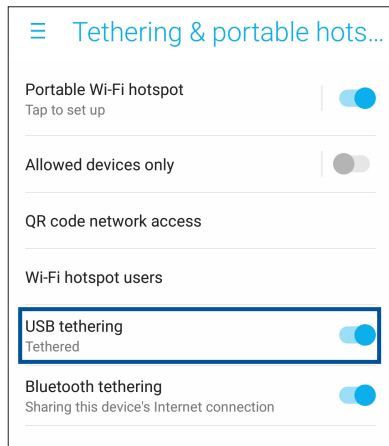 Tethering & portable hots...
Portable Wi-Fi hotspot
Tap to set up
Allowed devices only
QR code network access
Wi-Fi hotspot users
USB tethering
Tethered
Bluetooth tethering
Sharing this device's Internet connection